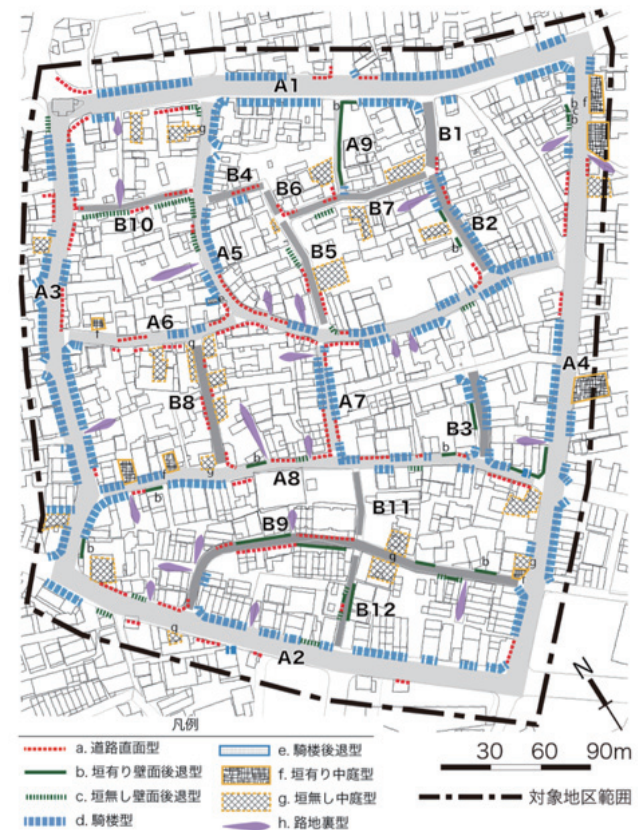 A1
f
b
b
g
A9
B1
B4
B6
B7
B10
B2
A5
B5
b
A3
A6
f
g
A4
B8
A7
B3
b
b
g
A8
b
B11
B9
g
b
b
g
b
B12
g
A2
N
凡例
a. 道路直面型
b. 垣有り壁面後退型
c. 垣無し壁面後退型
d. 騎楼型
e. 騎楼後退型
f. 垣有り中庭型
g. 垣無し中庭型
h. 路地裏型
30 60 90m
対象地区範囲